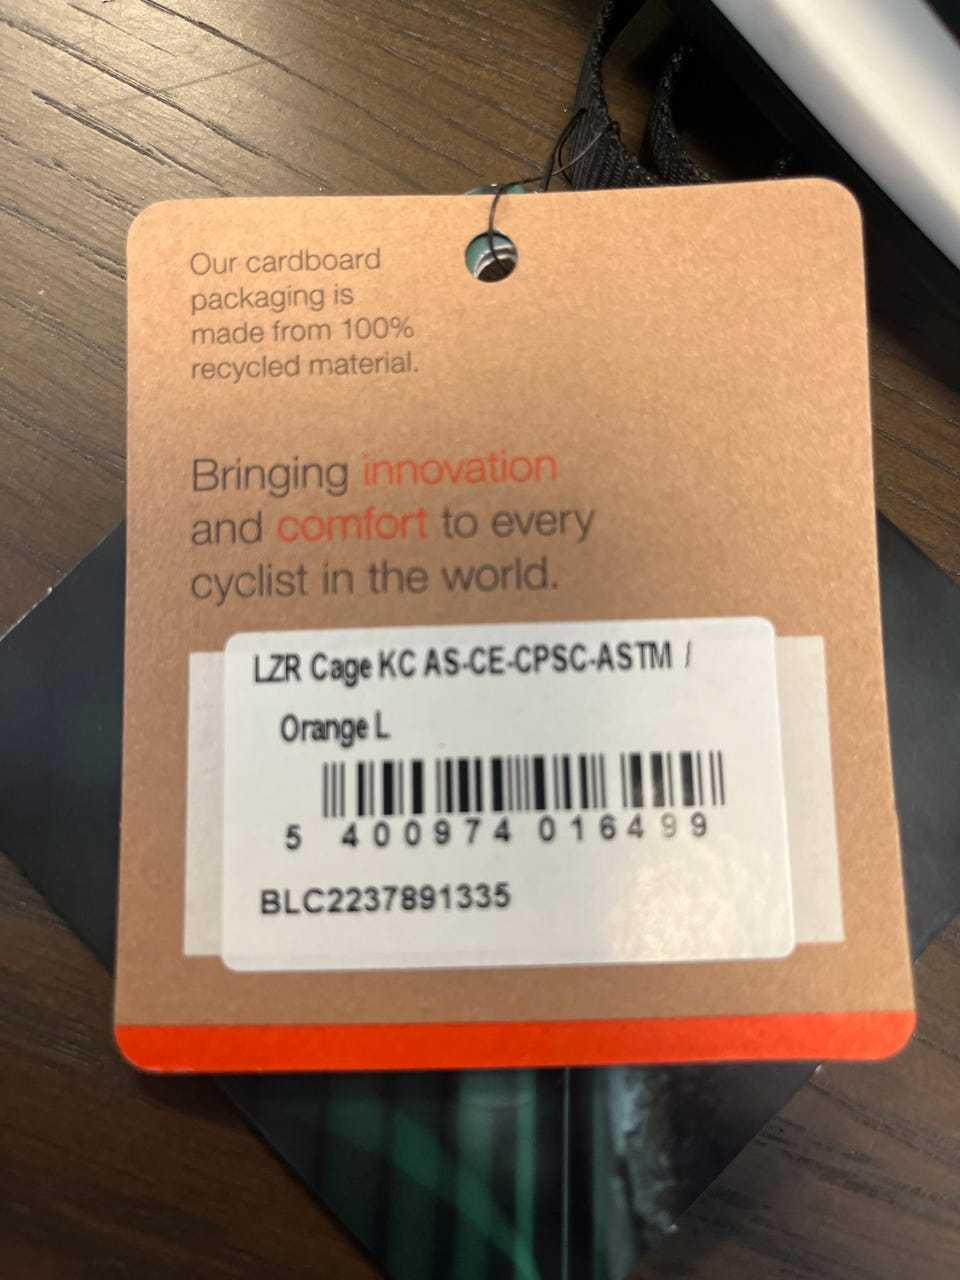 Our cardboard
packaging is
made from 100%
recycled material.
Bringing innovation
and comfort to every
cyclist in the world.
LZR Cage KC AS-CE-CPSC-ASTM /
Orange L
5 400974 016499
BLC2237891335